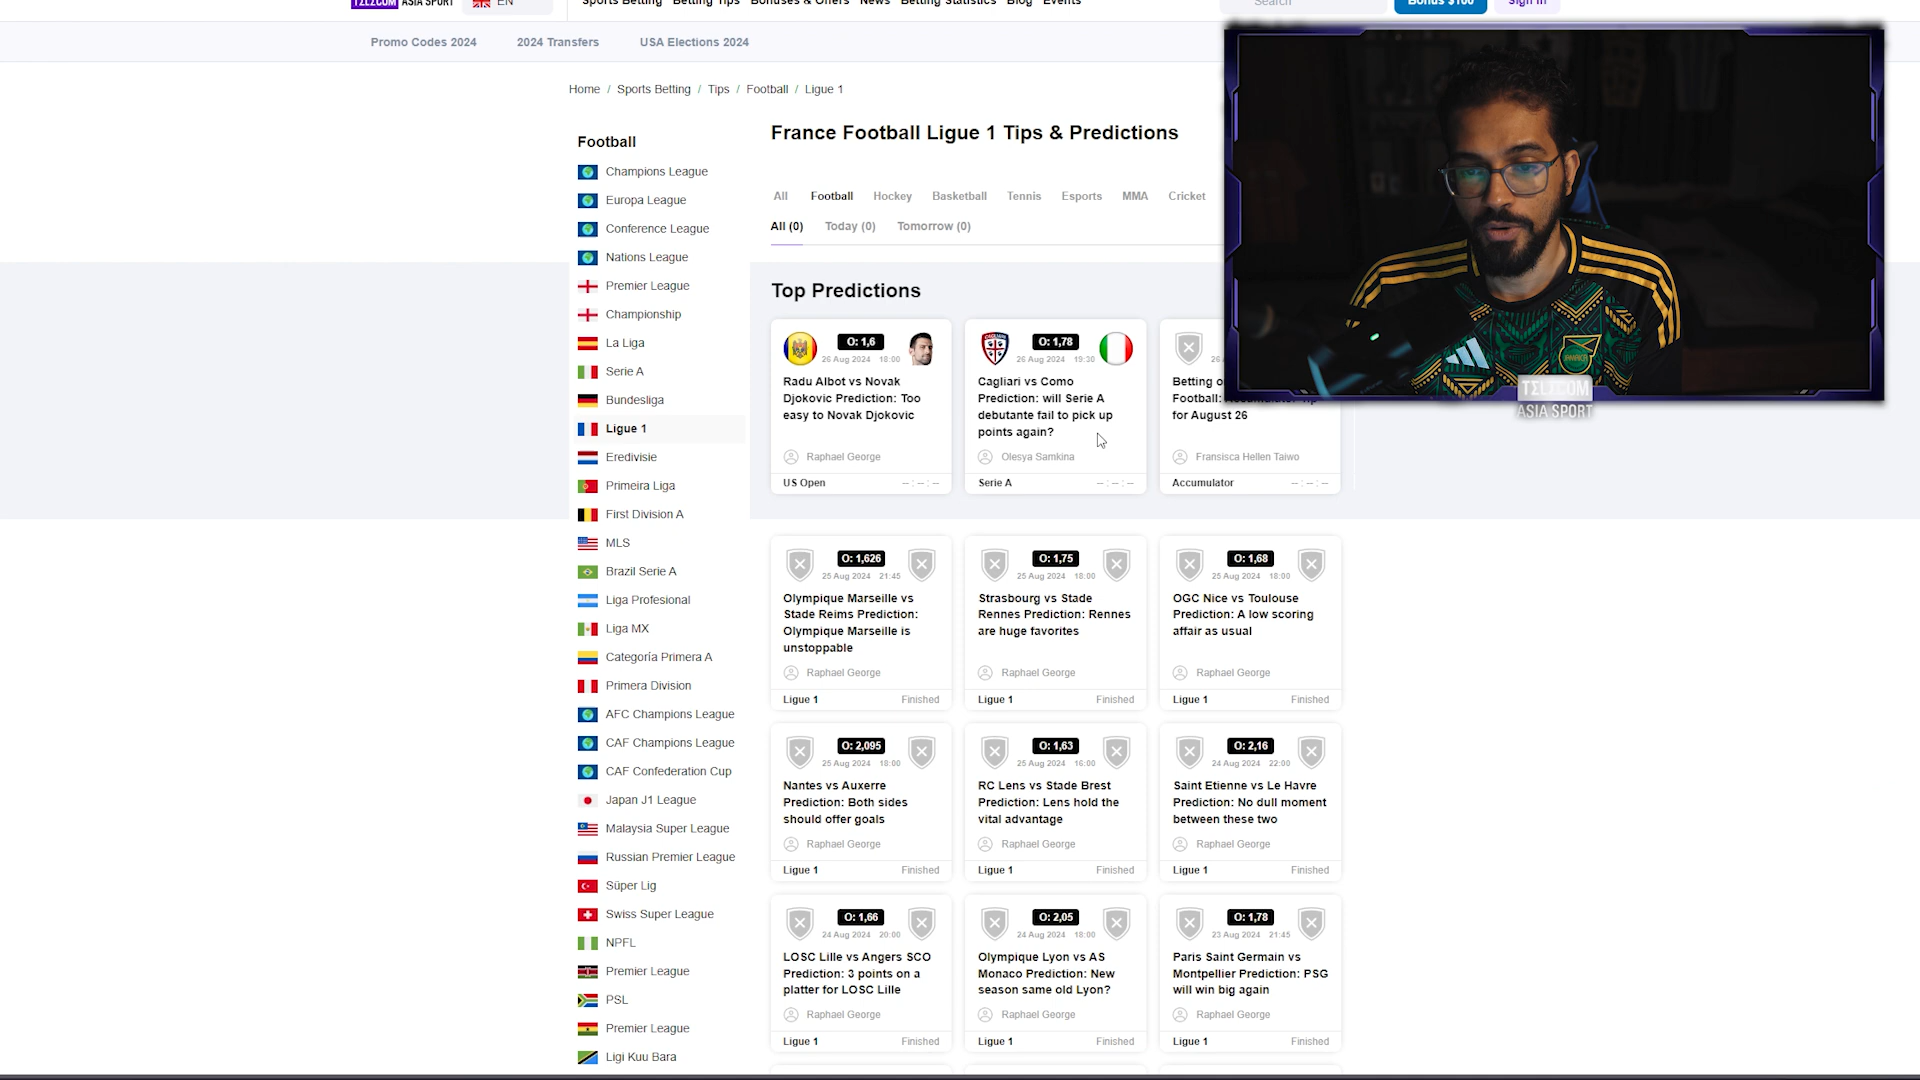 TELECOM ASIA SPORT
EN
Sports Betting
Betting Tips
Bonuses & Offers
News
Betting Statistics
Blog
Events
Search
Bonus $100
Sign in
Promo Codes 2024
2024 Transfers
USA Elections 2024
Home / Sports Betting / Tips / Football / Ligue 1
Football
Champions League
Europa League
Conference League
Nations League
Premier League
Championship
La Liga
Serie A
Bundesliga
Ligue 1
Eredivisie
Primeira Liga
First Division A
MLS
Brazil Serie A
Liga Profesional
Liga MX
Categoría Primera A
Primera Division
AFC Champions League
CAF Champions League
CAF Confederation Cup
Japan J1 League
Malaysia Super League
Russian Premier League
Süper Lig
Swiss Super League
NPFL
Premier League
PSL
Premier League
Ligi Kuu Bara
France Football Ligue 1 Tips & Predictions
All
Football
Hockey
Basketball
Tennis
Esports
MMA
Cricket
All (0)
Today (0)
Tomorrow (0)
Top Predictions
O: 1,6
26 Aug 2024 18:00
Radu Albot vs Novak
Djokovic Prediction: Too
easy to Novak Djokovic
Raphael George
US Open
-- : -- : --
O: 1,78
26 Aug 2024 19:30
Cagliari vs Como
Prediction: will Serie A
debutante fail to pick up
points again?
Olesya Samkina
Serie A
-- : -- : --
26
Betting o
Football:
for August 26
Fransisca Hellen Taiwo
Accumulator
-- : -- : --
JAMAICA
TELECOM
ASIA SPORT
O: 1,626
25 Aug 2024 21:45
Olympique Marseille vs
Stade Reims Prediction:
Olympique Marseille is
unstoppable
Raphael George
Ligue 1
Finished
O: 1,75
25 Aug 2024 18:00
Strasbourg vs Stade
Rennes Prediction: Rennes
are huge favorites
Raphael George
Ligue 1
Finished
O: 1,68
25 Aug 2024 18:00
OGC Nice vs Toulouse
Prediction: A low scoring
affair as usual
Raphael George
Ligue 1
Finished
O: 2,095
25 Aug 2024 18:00
Nantes vs Auxerre
Prediction: Both sides
should offer goals
Raphael George
Ligue 1
Finished
O: 1,63
25 Aug 2024 16:00
RC Lens vs Stade Brest
Prediction: Lens hold the
vital advantage
Raphael George
Ligue 1
Finished
O: 2,16
24 Aug 2024 22:00
Saint Etienne vs Le Havre
Prediction: No dull moment
between these two
Raphael George
Ligue 1
Finished
O: 1,66
24 Aug 2024 20:00
LOSC Lille vs Angers SCO
Prediction: 3 points on a
platter for LOSC Lille
Raphael George
Ligue 1
Finished
O: 2,05
24 Aug 2024 18:00
Olympique Lyon vs AS
Monaco Prediction: New
season same old Lyon?
Raphael George
Ligue 1
Finished
O: 1,78
23 Aug 2024 21:45
Paris Saint Germain vs
Montpellier Prediction: PSG
will win big again
Raphael George
Ligue 1
Finished